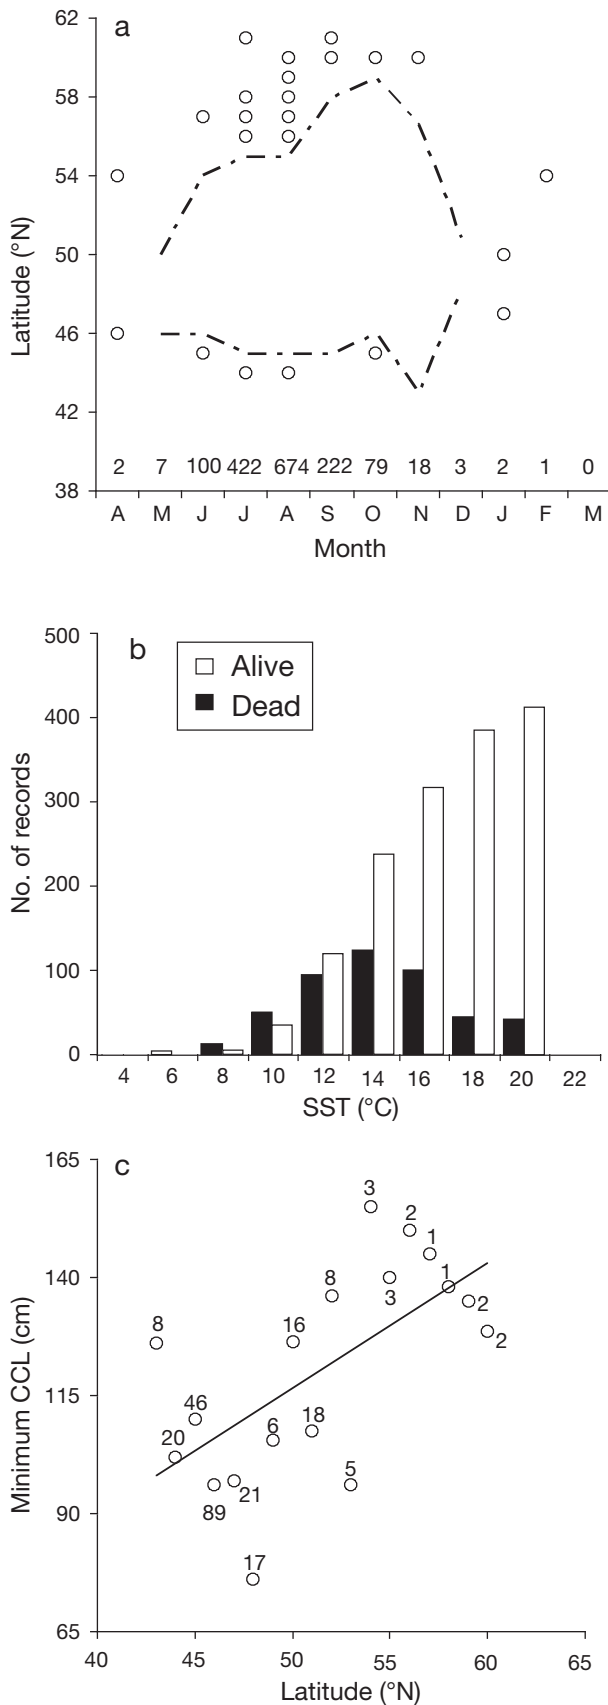 a
62
58
54
50
46
42
38
Latitude (°N)
2 7 100 422 674 222 79 18 3 2 1 0
A M J J A S O N D J F M
Month
b
Alive
Dead
500
400
300
200
100
0
No. of records
4 6 8 10 12 14 16 18 20 22
SST (°C)
c
165
140
115
90
65
Minimum CCL (cm)
3
2
1
8
3
1
2
2
8
16
46
20
6
18
5
89
21
17
40 45 50 55 60 65
Latitude (°N)